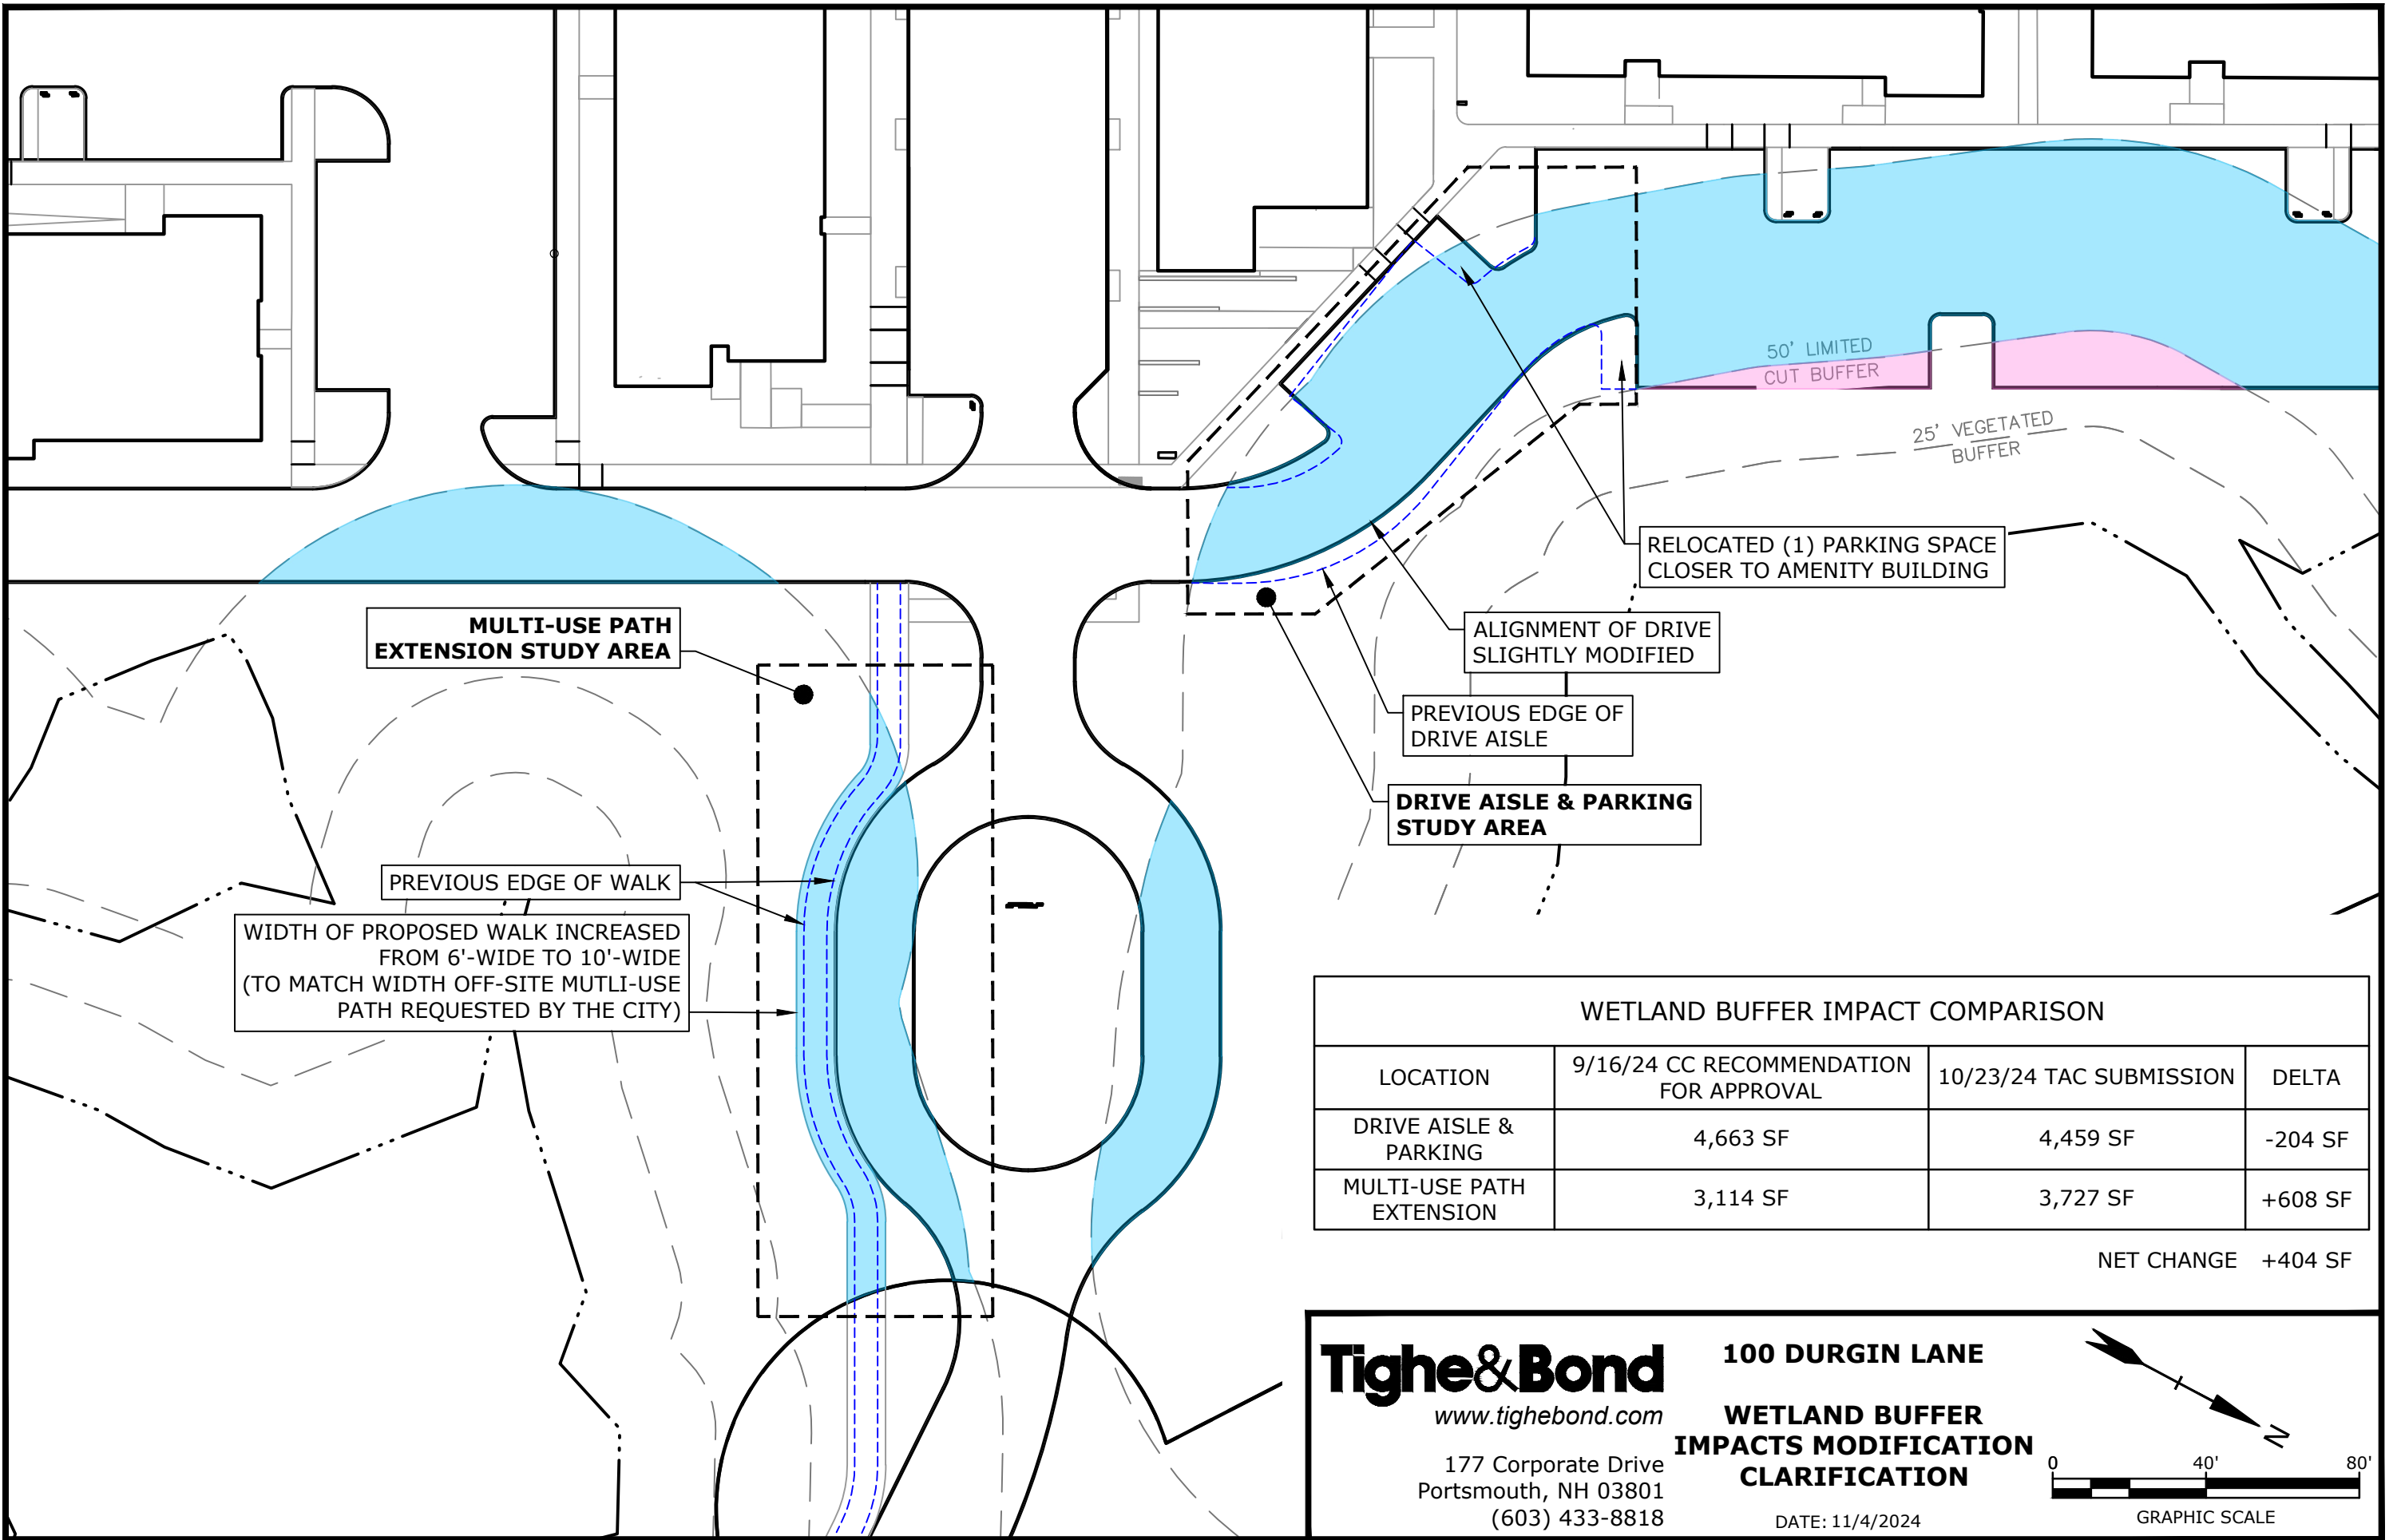 50' LIMITED
CUT BUFFER
25' VEGETATED
BUFFER
RELOCATED (1) PARKING SPACE
CLOSER TO AMENITY BUILDING
MULTI-USE PATH
EXTENSION STUDY AREA
ALIGNMENT OF DRIVE
SLIGHTLY MODIFIED
PREVIOUS EDGE OF
DRIVE AISLE
DRIVE AISLE & PARKING
STUDY AREA
PREVIOUS EDGE OF WALK
WIDTH OF PROPOSED WALK INCREASED
FROM 6'-WIDE TO 10'-WIDE
(TO MATCH WIDTH OFF-SITE MUTLI-USE
PATH REQUESTED BY THE CITY)
WETLAND BUFFER IMPACT COMPARISON
LOCATION
9/16/24 CC RECOMMENDATION
FOR APPROVAL
10/23/24 TAC SUBMISSION
DELTA
DRIVE AISLE &
PARKING
4,663 SF
4,459 SF
-204 SF
MULTI-USE PATH
EXTENSION
3,114 SF
3,727 SF
+608 SF
NET CHANGE +404 SF
Tighe&Bond
www.tighebond.com
177 Corporate Drive
Portsmouth, NH 03801
(603) 433-8818
100 DURGIN LANE
WETLAND BUFFER
IMPACTS MODIFICATION
CLARIFICATION
DATE: 11/4/2024
N
0 40' 80'
GRAPHIC SCALE